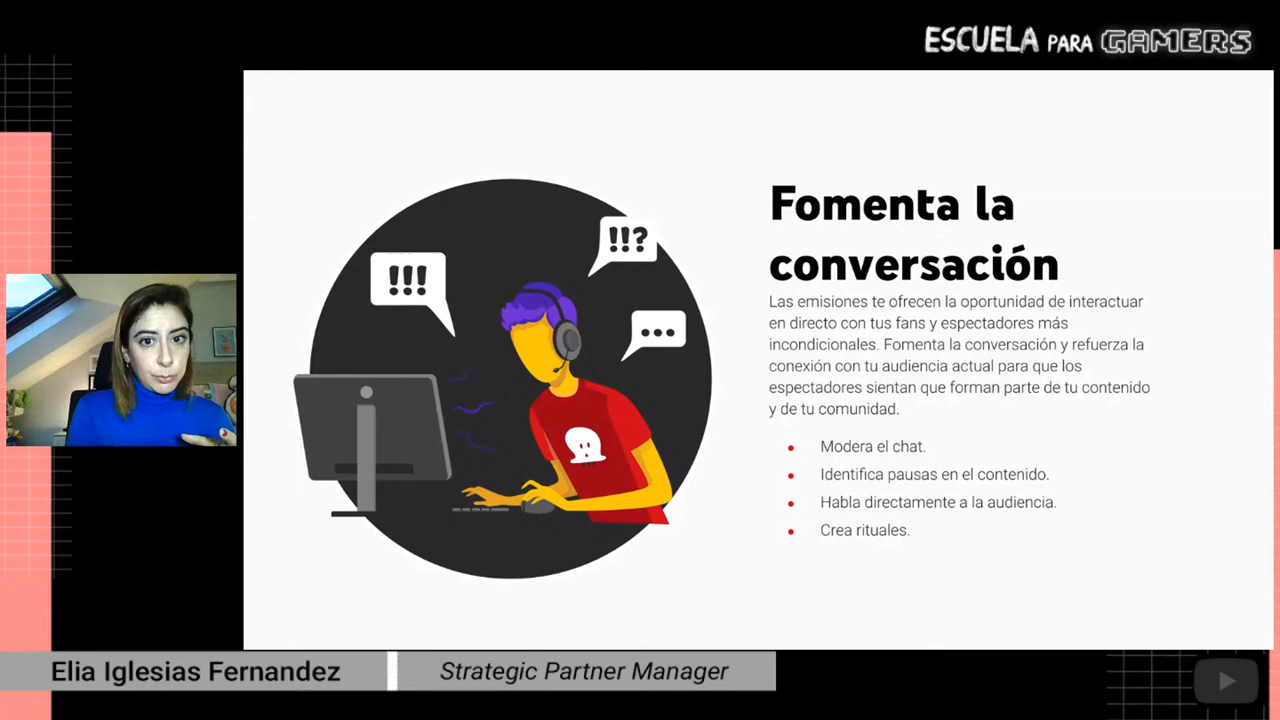 ESCUELA PARA GAMERS
!!!
!!?
...
Fomenta la
conversación
Las emisiones te ofrecen la oportunidad de interactuar
en directo con tus fans y espectadores más
incondicionales. Fomenta la conversación y refuerza la
conexión con tu audiencia actual para que los
espectadores sientan que forman parte de tu contenido
y de tu comunidad.
• Modera el chat.
• Identifica pausas en el contenido.
• Habla directamente a la audiencia.
• Crea rituales.
Elia Iglesias Fernandez
Strategic Partner Manager